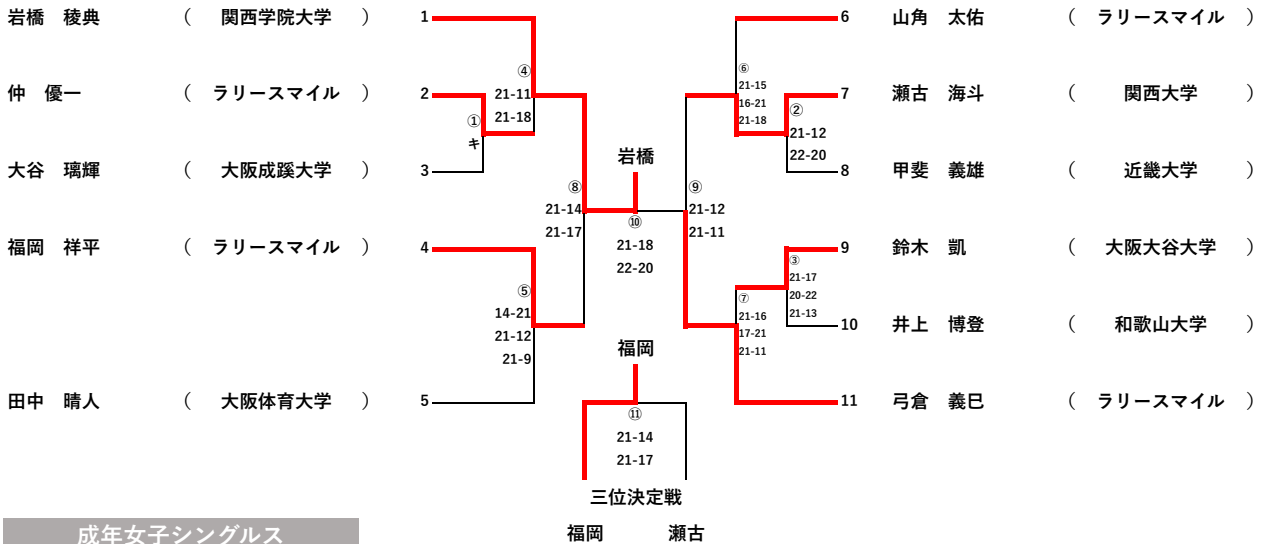 岩橋 稜典 ( 関西学院大学 ) 1
6 山角 太佑 ( ラリースマイル )
④
21-11
21-18
⑥
21-15
16-21
21-18
仲 優一 ( ラリースマイル ) 2
7 瀬古 海斗 ( 関西大学 )
①
キ
②
21-12
22-20
大谷 璃輝 ( 大阪成蹊大学 ) 3
8 甲斐 義雄 ( 近畿大学 )
岩橋
⑧
21-14
21-17
⑩
21-18
22-20
⑨
21-12
21-11
福岡 祥平 ( ラリースマイル ) 4
9 鈴木 凱 ( 大阪大谷大学 )
③
21-17
20-22
21-13
⑤
14-21
21-12
21-9
⑦
21-16
17-21
21-11
10 井上 博登 ( 和歌山大学 )
福岡
田中 晴人 ( 大阪体育大学 ) 5
11 弓倉 義巳 ( ラリースマイル )
⑪
21-14
21-17
三位決定戦
福岡 瀬古
成年女子シングルス